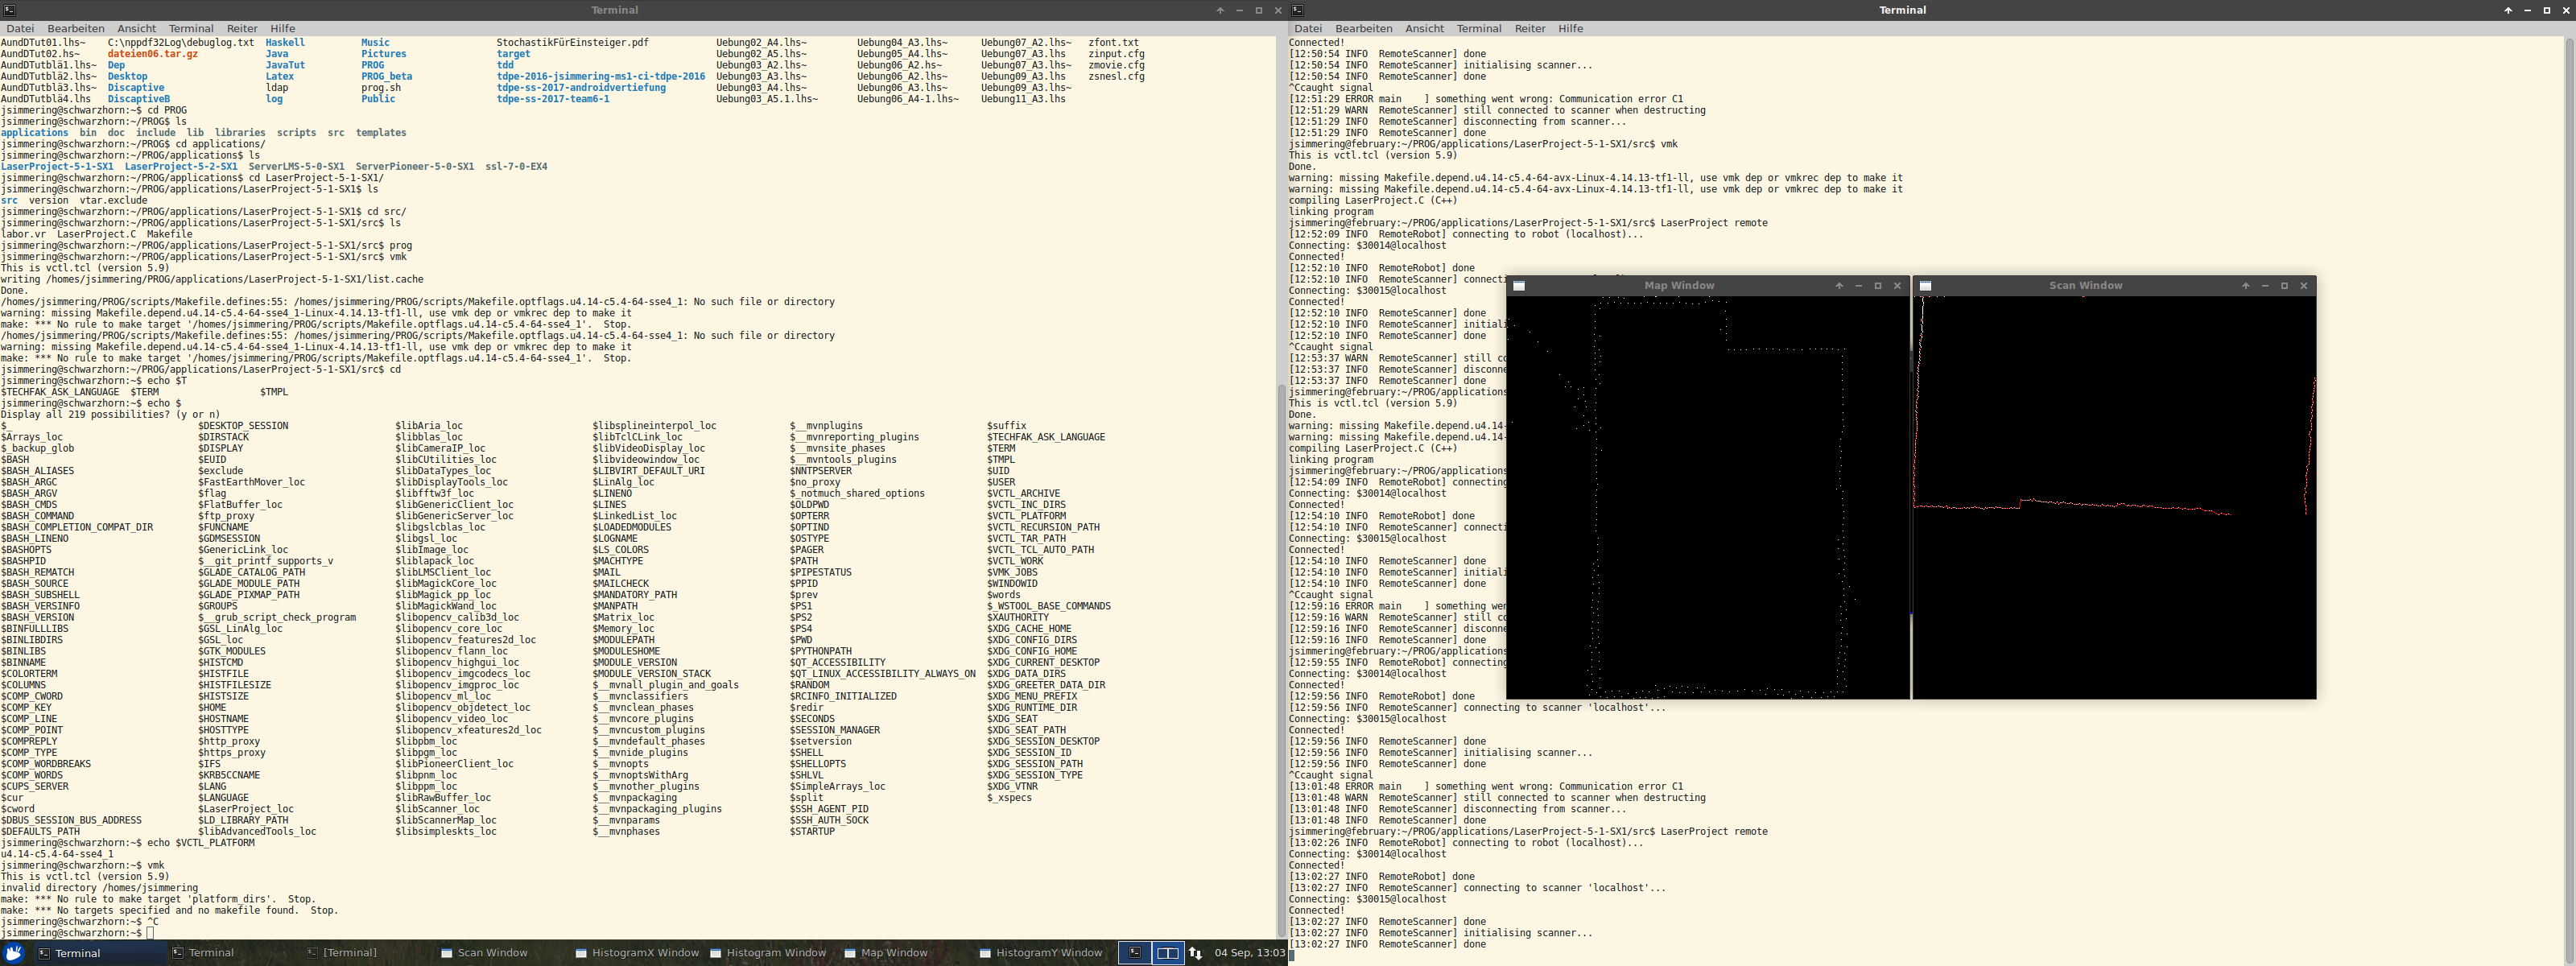 Terminal
Datei Bearbeiten Ansicht Terminal Reiter Hilfe
AundDTut01.lhs~ C:\nppdf32Log\debuglog.txt Haskell Music StochastikFürEinsteiger.pdf Uebung02_A4.lhs~ Uebung04_A3.lhs~ Uebung07_A2.lhs~ zfont.txt
AundDTut02.hs~ dateien06.tar.gz Java Pictures target Uebung02_A5.lhs~ Uebung05_A4.lhs~ Uebung07_A3.lhs zinput.cfg
AundDTutblä1.lhs~ Dep JavaTut PROG tdd Uebung03_A2.lhs~ Uebung06_A2.hs~ Uebung07_A3.lhs~ zmovie.cfg
AundDTutblä2.lhs~ Desktop Latex PROG_beta tdpe-2016-jsimmering-ms1-ci-tdpe-2016 Uebung03_A3.lhs~ Uebung06_A2.lhs~ Uebung09_A3.lhs zsnesl.cfg
AundDTutblä3.lhs~ Discaptive ldap prog.sh tdpe-ss-2017-androidvertiefung Uebung03_A4.lhs~ Uebung06_A3.lhs~ Uebung09_A3.lhs~
AundDTutblä4.lhs DiscaptiveB log Public tdpe-ss-2017-team6-1 Uebung03_A5.1.lhs~ Uebung06_A4-1.lhs~ Uebung11_A3.lhs
jsimmering@schwarzhorn:~$ cd PROG
jsimmering@schwarzhorn:~/PROG$ ls
applications bin doc include lib libraries scripts src templates
jsimmering@schwarzhorn:~/PROG$ cd applications/
jsimmering@schwarzhorn:~/PROG/applications$ ls
LaserProject-5-1-SX1 LaserProject-5-2-SX1 ServerLMS-5-0-SX1 ServerPioneer-5-0-SX1 ssl-7-0-EX4
jsimmering@schwarzhorn:~/PROG/applications$ cd LaserProject-5-1-SX1/
jsimmering@schwarzhorn:~/PROG/applications/LaserProject-5-1-SX1$ ls
src version vtar.exclude
jsimmering@schwarzhorn:~/PROG/applications/LaserProject-5-1-SX1$ cd src/
jsimmering@schwarzhorn:~/PROG/applications/LaserProject-5-1-SX1/src$ ls
labor.vr LaserProject.C Makefile
jsimmering@schwarzhorn:~/PROG/applications/LaserProject-5-1-SX1/src$ prog
jsimmering@schwarzhorn:~/PROG/applications/LaserProject-5-1-SX1/src$ vmk
This is vctl.tcl (version 5.9)
writing /homes/jsimmering/PROG/applications/LaserProject-5-1-SX1/list.cache
Done.
/homes/jsimmering/PROG/scripts/Makefile.defines:55: /homes/jsimmering/PROG/scripts/Makefile.optflags.u4.14-c5.4-64-sse4_1: No such file or directory
warning: missing Makefile.depend.u4.14-c5.4-64-sse4_1-Linux-4.14.13-tf1-ll, use vmk dep or vmkrec dep to make it
make: *** No rule to make target '/homes/jsimmering/PROG/scripts/Makefile.optflags.u4.14-c5.4-64-sse4_1'.  Stop.
/homes/jsimmering/PROG/scripts/Makefile.defines:55: /homes/jsimmering/PROG/scripts/Makefile.optflags.u4.14-c5.4-64-sse4_1: No such file or directory
warning: missing Makefile.depend.u4.14-c5.4-64-sse4_1-Linux-4.14.13-tf1-ll, use vmk dep or vmkrec dep to make it
make: *** No rule to make target '/homes/jsimmering/PROG/scripts/Makefile.optflags.u4.14-c5.4-64-sse4_1'.  Stop.
jsimmering@schwarzhorn:~/PROG/applications/LaserProject-5-1-SX1/src$ cd
jsimmering@schwarzhorn:~$ echo $T
$TECHFAK_ASK_LANGUAGE $TERM $TMPL
jsimmering@schwarzhorn:~$ echo $
Display all 219 possibilities? (y or n)
$_ $DESKTOP_SESSION $libAria_loc $libsplineinterpol_loc $__mvnplugins $suffix
$Arrays_loc $DIRSTACK $libblas_loc $libTclCLink_loc $__mvnreporting_plugins $TECHFAK_ASK_LANGUAGE
$_backup_glob $DISPLAY $libCameraIP_loc $libVideoDisplay_loc $__mvnsite_phases $TERM
$BASH $EUID $libCUtilities_loc $libvideowindow_loc $__mvntools_plugins $TMPL
$BASH_ALIASES $exclude $libDataTypes_loc $LIBVIRT_DEFAULT_URI $NNTPSERVER $UID
$BASH_ARGC $FastEarthMover_loc $libDisplayTools_loc $LinAlg_loc $no_proxy $USER
$BASH_ARGV $flag $libfftw3f_loc $LINENO $_notmuch_shared_options $VCTL_ARCHIVE
$BASH_CMDS $FlatBuffer_loc $libGenericClient_loc $LINES $OLDPWD $VCTL_INC_DIRS
$BASH_COMMAND $ftp_proxy $libGenericServer_loc $LinkedList_loc $OPTERR $VCTL_PLATFORM
$BASH_COMPLETION_COMPAT_DIR $FUNCNAME $libgslcblas_loc $LOADEDMODULES $OPTIND $VCTL_RECURSION_PATH
$BASH_LINENO $GDMSESSION $libgsl_loc $LOGNAME $OSTYPE $VCTL_TAR_PATH
$BASHOPTS $GenericLink_loc $libImage_loc $LS_COLORS $PAGER $VCTL_TCL_AUTO_PATH
$BASHPID $__git_printf_supports_v $liblapack_loc $MACHTYPE $PATH $VCTL_WORK
$BASH_REMATCH $GLADE_CATALOG_PATH $libLMSClient_loc $MAIL $PIPESTATUS $VMK_JOBS
$BASH_SOURCE $GLADE_MODULE_PATH $libMagickCore_loc $MAILCHECK $PPID $WINDOWID
$BASH_SUBSHELL $GLADE_PIXMAP_PATH $libMagick_pp_loc $MANDATORY_PATH $prev $words
$BASH_VERSINFO $GROUPS $libMagickWand_loc $MANPATH $PS1 $_WSTOOL_BASE_COMMANDS
$BASH_VERSION $__grub_script_check_program $libopencv_calib3d_loc $Matrix_loc $PS2 $XAUTHORITY
$BINFULLLIBS $GSL_LinAlg_loc $libopencv_core_loc $Memory_loc $PS4 $XDG_CACHE_HOME
$BINLIBDIRS $GSL_loc $libopencv_features2d_loc $MODULEPATH $PWD $XDG_CONFIG_DIRS
$BINLIBS $GTK_MODULES $libopencv_flann_loc $MODULESHOME $PYTHONPATH $XDG_CONFIG_HOME
$BINNAME $HISTCMD $libopencv_highgui_loc $MODULE_VERSION $QT_ACCESSIBILITY $XDG_CURRENT_DESKTOP
$COLORTERM $HISTFILE $libopencv_imgcodecs_loc $MODULE_VERSION_STACK $QT_LINUX_ACCESSIBILITY_ALWAYS_ON $XDG_DATA_DIRS
$COLUMNS $HISTFILESIZE $libopencv_imgproc_loc $__mvnall_plugin_and_goals $RANDOM $XDG_GREETER_DATA_DIR
$COMP_CWORD $HISTSIZE $libopencv_ml_loc $__mvnclassifiers $RCINFO_INITIALIZED $XDG_MENU_PREFIX
$COMP_KEY $HOME $libopencv_objdetect_loc $__mvnclean_phases $redir $XDG_RUNTIME_DIR
$COMP_LINE $HOSTNAME $libopencv_video_loc $__mvncore_plugins $SECONDS $XDG_SEAT
$COMP_POINT $HOSTTYPE $libopencv_xfeatures2d_loc $__mvncustom_plugins $SESSION_MANAGER $XDG_SEAT_PATH
$COMPREPLY $http_proxy $libpbm_loc $__mvndefault_phases $setversion $XDG_SESSION_DESKTOP
$COMP_TYPE $https_proxy $libpgm_loc $__mvnide_plugins $SHELL $XDG_SESSION_ID
$COMP_WORDBREAKS $IFS $libPioneerClient_loc $__mvnopts $SHELLOPTS $XDG_SESSION_PATH
$COMP_WORDS $KRB5CCNAME $libpnm_loc $__mvnoptsWithArg $SHLVL $XDG_SESSION_TYPE
$CUPS_SERVER $LANG $libppm_loc $__mvnother_plugins $SimpleArrays_loc $XDG_VTNR
$cur $LANGUAGE $libRawBuffer_loc $__mvnpackaging $split $_xspecs
$cword $LaserProject_loc $libScanner_loc $__mvnpackaging_plugins $SSH_AGENT_PID
$DBUS_SESSION_BUS_ADDRESS $LD_LIBRARY_PATH $libScannerMap_loc $__mvnparams $SSH_AUTH_SOCK
$DEFAULTS_PATH $libAdvancedTools_loc $libsimpleskts_loc $__mvnphases $STARTUP
jsimmering@schwarzhorn:~$ echo $VCTL_PLATFORM
u4.14-c5.4-64-sse4_1
jsimmering@schwarzhorn:~$ vmk
This is vctl.tcl (version 5.9)
invalid directory /homes/jsimmering
make: *** No rule to make target 'platform_dirs'.  Stop.
make: *** No targets specified and no makefile found.  Stop.
jsimmering@schwarzhorn:~$ ^C
jsimmering@schwarzhorn:~$
Terminal
Datei Bearbeiten Ansicht Terminal Reiter Hilfe
Connected!
[12:50:54 INFO  RemoteScanner] done
[12:50:54 INFO  RemoteScanner] initialising scanner...
[12:50:54 INFO  RemoteScanner] done
^Ccaught signal
[12:51:29 ERROR main    ] something went wrong: Communication error C1
[12:51:29 WARN  RemoteScanner] still connected to scanner when destructing
[12:51:29 INFO  RemoteScanner] disconnecting from scanner...
[12:51:29 INFO  RemoteScanner] done
jsimmering@february:~/PROG/applications/LaserProject-5-1-SX1/src$ vmk
This is vctl.tcl (version 5.9)
Done.
warning: missing Makefile.depend.u4.14-c5.4-64-avx-Linux-4.14.13-tf1-ll, use vmk dep or vmkrec dep to make it
warning: missing Makefile.depend.u4.14-c5.4-64-avx-Linux-4.14.13-tf1-ll, use vmk dep or vmkrec dep to make it
compiling LaserProject.C (C++)
linking program
jsimmering@february:~/PROG/applications/LaserProject-5-1-SX1/src$ LaserProject remote
[12:52:09 INFO  RemoteRobot] connecting to robot (localhost)...
Connecting: $30014@localhost
Connected!
[12:52:10 INFO  RemoteRobot] done
[12:52:10 INFO  RemoteScanner] connecti
Connecting: $30015@localhost
Connected!
[12:52:10 INFO  RemoteScanner] done
[12:52:10 INFO  RemoteScanner] initiali
[12:52:10 INFO  RemoteScanner] done
^Ccaught signal
[12:53:37 WARN  RemoteScanner] still co
[12:53:37 INFO  RemoteScanner] disconne
[12:53:37 INFO  RemoteScanner] done
jsimmering@february:~/PROG/applications
This is vctl.tcl (version 5.9)
Done.
warning: missing Makefile.depend.u4.14-
warning: missing Makefile.depend.u4.14-
compiling LaserProject.C (C++)
linking program
jsimmering@february:~/PROG/applications
[12:54:09 INFO  RemoteRobot] connecting
Connecting: $30014@localhost
Connected!
[12:54:10 INFO  RemoteRobot] done
[12:54:10 INFO  RemoteScanner] connecti
Connecting: $30015@localhost
Connected!
[12:54:10 INFO  RemoteScanner] done
[12:54:10 INFO  RemoteScanner] initiali
[12:54:10 INFO  RemoteScanner] done
^Ccaught signal
[12:59:16 ERROR main    ] something wen
[12:59:16 WARN  RemoteScanner] still co
[12:59:16 INFO  RemoteScanner] disconne
[12:59:16 INFO  RemoteScanner] done
jsimmering@february:~/PROG/applications
[12:59:55 INFO  RemoteRobot] connecting
Connecting: $30014@localhost
Connected!
[12:59:56 INFO  RemoteRobot] done
[12:59:56 INFO  RemoteScanner] connecting to scanner 'localhost'...
Connecting: $30015@localhost
Connected!
[12:59:56 INFO  RemoteScanner] done
[12:59:56 INFO  RemoteScanner] initialising scanner...
[12:59:56 INFO  RemoteScanner] done
^Ccaught signal
[13:01:48 ERROR main    ] something went wrong: Communication error C1
[13:01:48 WARN  RemoteScanner] still connected to scanner when destructing
[13:01:48 INFO  RemoteScanner] disconnecting from scanner...
[13:01:48 INFO  RemoteScanner] done
jsimmering@february:~/PROG/applications/LaserProject-5-1-SX1/src$ LaserProject remote
[13:02:26 INFO  RemoteRobot] connecting to robot (localhost)...
Connecting: $30014@localhost
Connected!
[13:02:27 INFO  RemoteRobot] done
[13:02:27 INFO  RemoteScanner] connecting to scanner 'localhost'...
Connecting: $30015@localhost
Connected!
[13:02:27 INFO  RemoteScanner] done
[13:02:27 INFO  RemoteScanner] initialising scanner...
[13:02:27 INFO  RemoteScanner] done
Map Window
Scan Window
Terminal Terminal [Terminal] Scan Window HistogramX Window Histogram Window Map Window HistogramY Window 04 Sep, 13:03